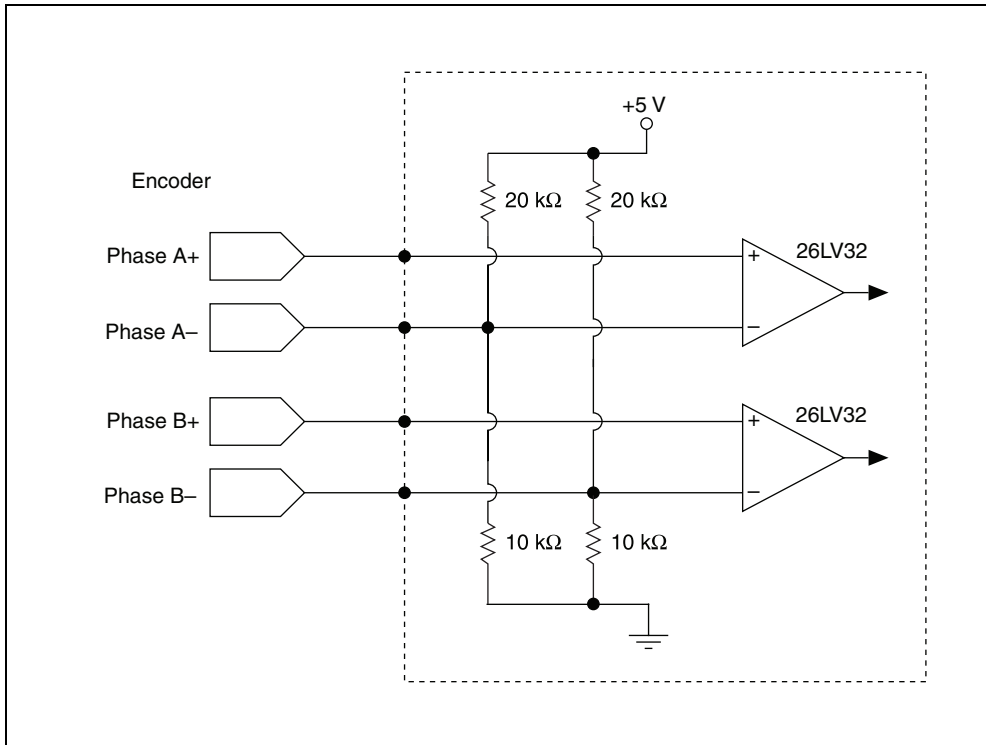 +5 V
Encoder
20 kΩ 20 kΩ
Phase A+
+
26LV32
Phase A–
–
Phase B+
+
26LV32
Phase B–
–
10 kΩ 10 kΩ